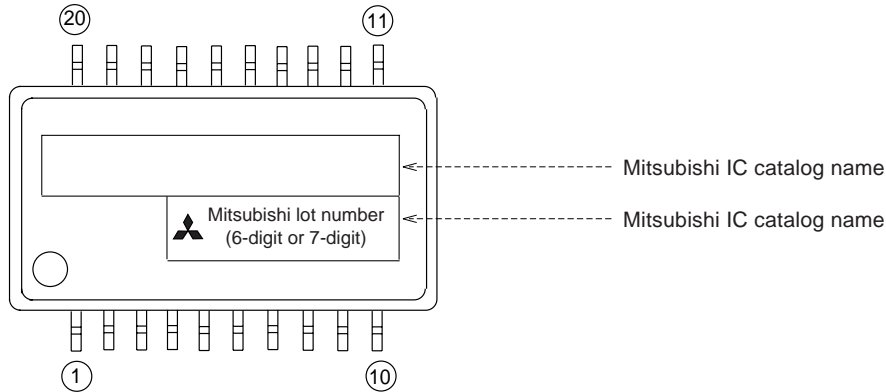 20
11
Mitsubishi IC catalog name
Mitsubishi lot number
(6-digit or 7-digit)
Mitsubishi IC catalog name
1
10